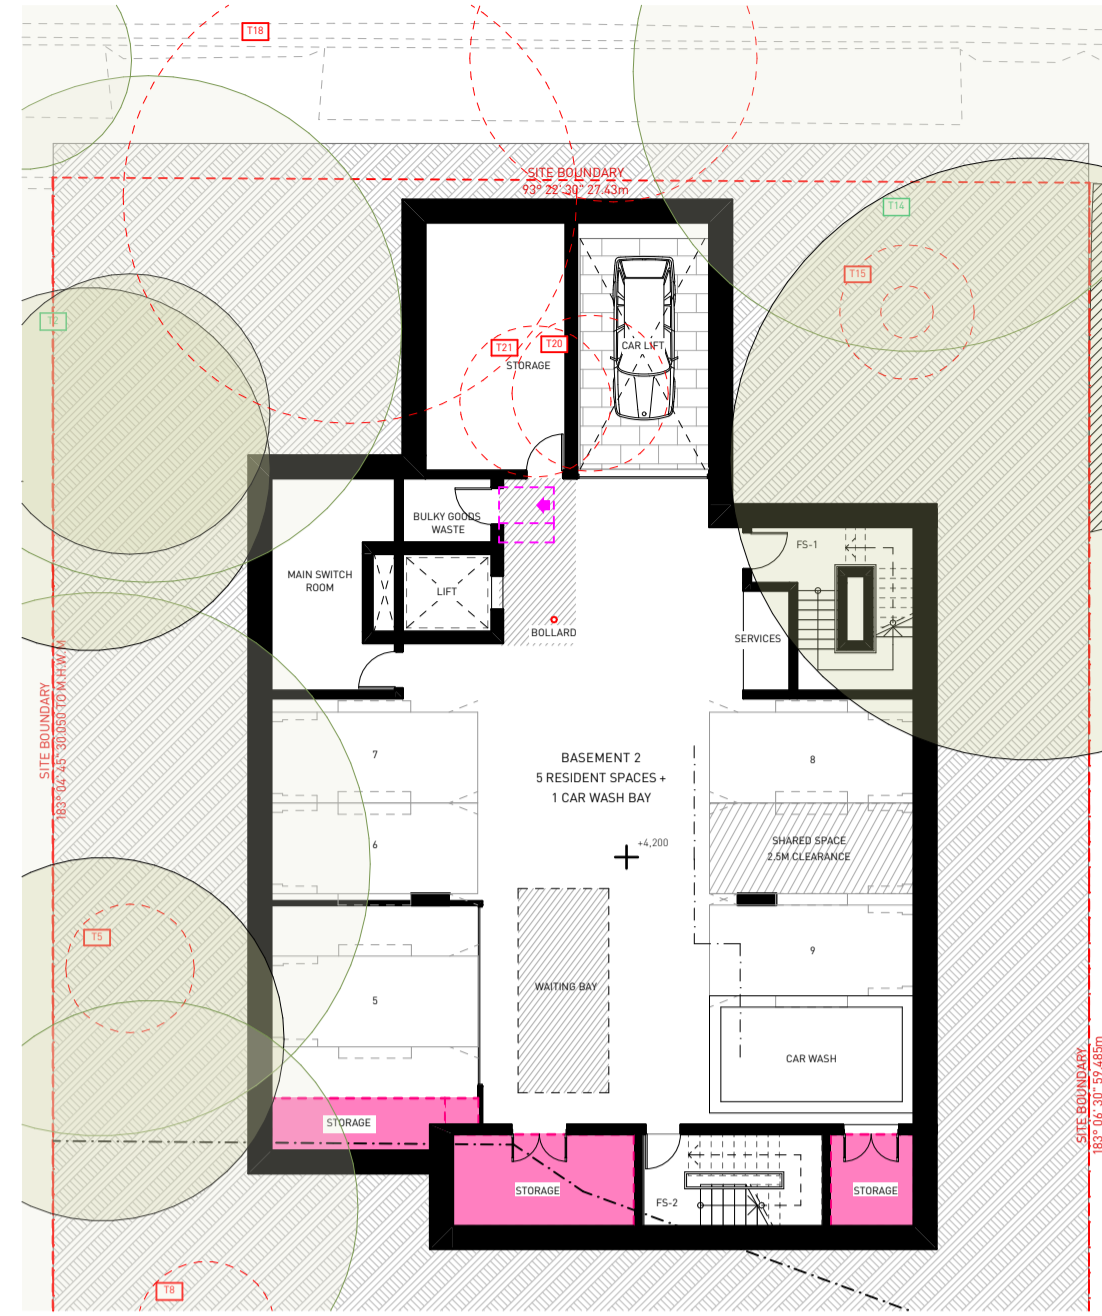 T18
SITE BOUNDARY
93° 22' 30" 27.43m
T14
T15
T2
T21
T20
STORAGE
CAR LIFT
BULKY GOODS
WASTE
FS-1
MAIN SWITCH
ROOM
LIFT
BOLLARD
SERVICES
SITE BOUNDARY
183° 04' 45" 30.050 TO M.H.W.M
7
BASEMENT 2
5 RESIDENT SPACES +
1 CAR WASH BAY
8
6
+4,200
SHARED SPACE
2.5M CLEARANCE
T5
9
5
WAITING BAY
CAR WASH
STORAGE
SITE BOUNDARY
183° 06' 30" 59.485m
STORAGE
FS-2
STORAGE
T8